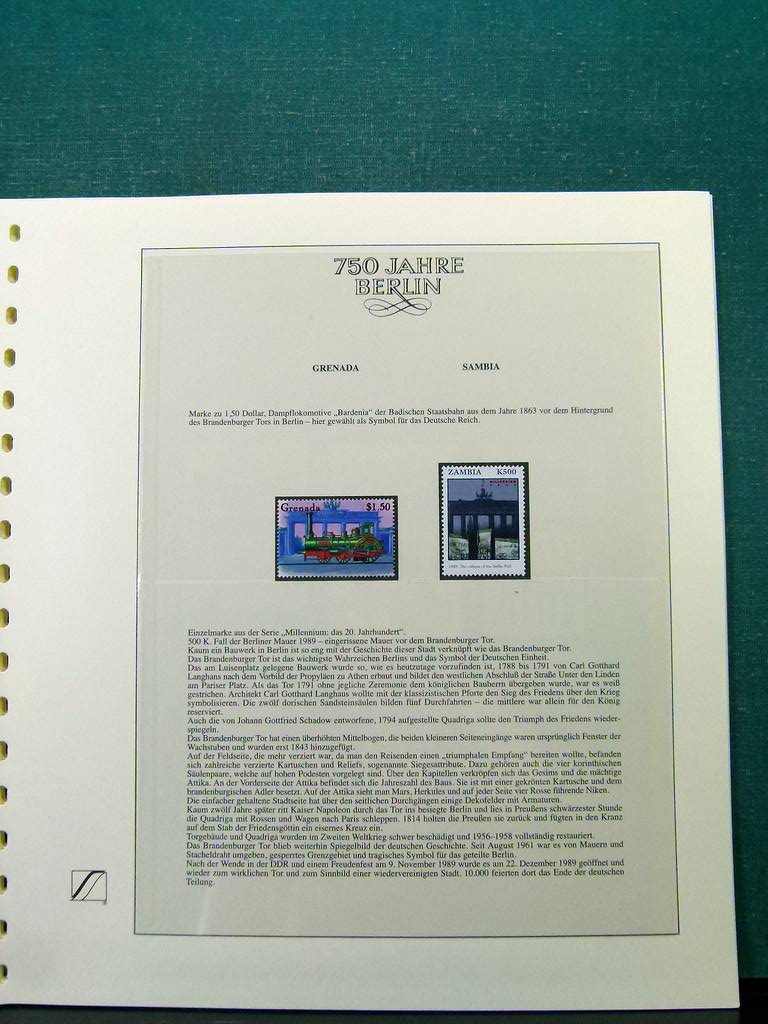 750 JAHRE
BERLIN
GRENADA SAMBIA
Marke zu 1,50 Dollar, Dampflokomotive „Bardenia" der Badischen Staatsbahn aus dem Jahre 1863 vor dem Hintergrund
des Brandenburger Tors in Berlin – hier gewählt als Symbol für das Deutsche Reich.
ZAMBIA K500
Grenada $1.50
1989: The collapse of the Berlin Wall
Einzelmarke aus der Serie „Millennium: das 20. Jahrhundert".
500 K. Fall der Berliner Mauer 1989 – eingerissene Mauer vor dem Brandenburger Tor.
Kaum ein Bauwerk in Berlin ist so eng mit der Geschichte dieser Stadt verknüpft wie das Brandenburger Tor.
Das Brandenburger Tor ist das wichtigste Wahrzeichen Berlins und das Symbol der Deutschen Einheit.
Das am Luisenplatz gelegene Bauwerk wurde so, wie es heutzutage vorzufinden ist, 1788 bis 1791 von Carl Gotthard
Langhans nach dem Vorbild der Propyläen zu Athen erbaut und bildet den westlichen Abschluß der Straße Unter den Linden
am Pariser Platz. Als das Tor 1791 ohne jegliche Zeremonie dem königlichen Bauherrn übergeben wurde, war es weiß
gestrichen. Architekt Carl Gotthard Langhaus wollte mit der klassizistischen Pforte den Sieg des Friedens über den Krieg
symbolisieren. Die zwölf dorischen Sandsteinsäulen bilden fünf Durchfahrten – die mittlere war allein für den König
reserviert.
Auch die von Johann Gottfried Schadow entworfene, 1794 aufgestellte Quadriga sollte den Triumph des Friedens wieder-
spiegeln.
Das Brandenburger Tor hat einen überhöhten Mittelbogen, die beiden kleineren Seiteneingänge waren ursprünglich Fenster der
Wachstuben und wurden erst 1843 hinzugefügt.
Auf der Feldseite, die mehr verziert war, da man den Reisenden einen „triumphalen Empfang" bereiten wollte, befanden
sich zahlreiche verzierte Kartuschen und Reliefs, sogenannte Siegesattribute. Dazu gehören auch die vier korinthischen
Säulenpaare, welche auf hohen Podesten vorgelegt sind. Über den Kapitellen verkröpfen sich das Gesims und die mächtige
Attika. An der Vorderseite der Attika befindet sich die Jahreszahl des Baus. Sie ist mit einer gekrönten Kartusche und dem
brandenburgischen Adler besetzt. Auf der Attika sieht man Mars, Herkules und auf jeder Seite vier Rosse führende Niken.
Die einfacher gehaltene Stadtseite hat über den seitlichen Durchgängen einige Dekofelder mit Armaturen.
Kaum zwölf Jahre später ritt Kaiser Napoleon durch das Tor ins besiegte Berlin und lies in Preußens schwärzester Stunde
die Quadriga mit Rossen und Wagen nach Paris schleppen. 1814 holten die Preußen sie zurück und fügten in den Kranz
auf dem Stab der Friedensgöttin ein eisernes Kreuz ein.
Torgebäude und Quadriga wurden im Zweiten Weltkrieg schwer beschädigt und 1956–1958 vollständig restauriert.
Das Brandenburger Tor blieb weiterhin Spiegelbild der deutschen Geschichte. Seit August 1961 war es von Mauern und
Stacheldraht umgeben, gesperrtes Grenzgebiet und tragisches Symbol für das geteilte Berlin.
Nach der Wende in der DDR und einem Freudenfest am 9. November 1989 wurde es am 22. Dezember 1989 geöffnet und
wieder zum wirklichen Tor und zum Sinnbild einer wiedervereinigten Stadt. 10.000 feierten dort das Ende der deutschen
Teilung.